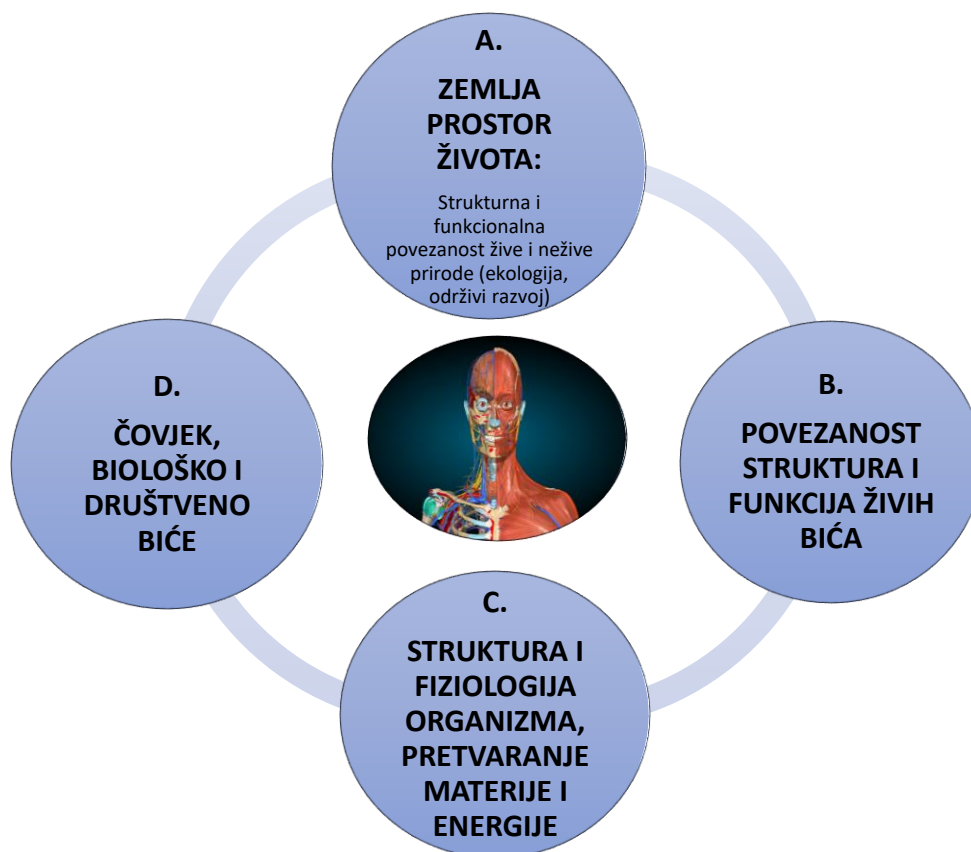 A.
ZEMLJA
PROSTOR
ŽIVOTA:
Strukturna i
funkcionalna
povezanost žive i nežive
prirode (ekologija,
održivi razvoj)
B.
POVEZANOST
STRUKTURA I
FUNKCIJA ŽIVIH
BIĆA
C.
STRUKTURA I
FIZIOLOGIJA
ORGANIZMA,
PRETVARANJE
MATERIJE I
ENERGIJE
D.
ČOVJEK,
BIOLOŠKO I
DRUŠTVENO
BIĆE